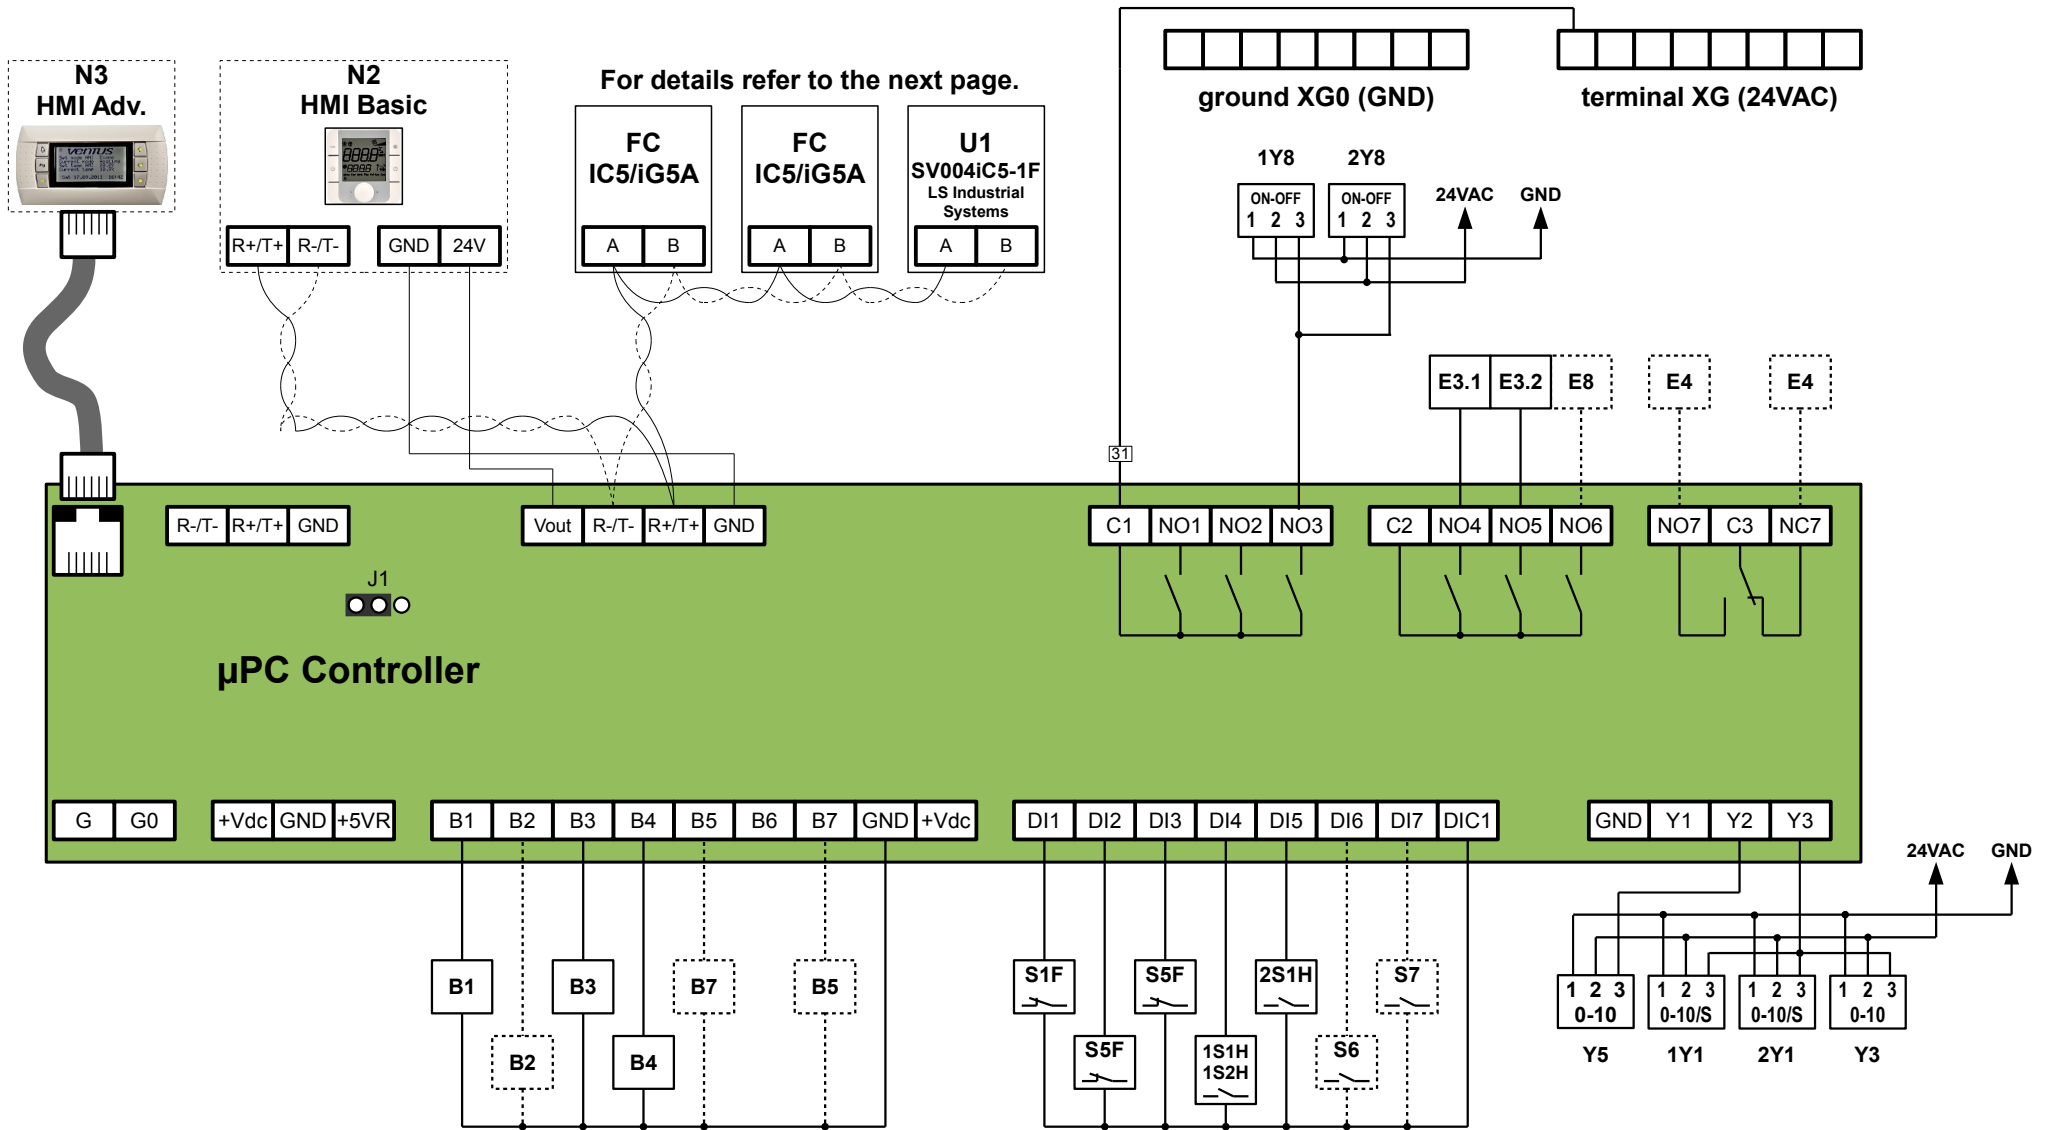 N3
HMI Adv.
ventus
N2
HMI Basic
R+/T+ R-/T- GND 24V
For details refer to the next page.
FC
IC5/iG5A
A B
FC
IC5/iG5A
A B
U1
SV004iC5-1F
LS Industrial
Systems
A B
ground XG0 (GND)
terminal XG (24VAC)
1Y8 2Y8
ON-OFF
1 2 3
ON-OFF
1 2 3
24VAC GND
E3.1 E3.2 E8 E4 E4
31
R-/T- R+/T+ GND
Vout R-/T- R+/T+ GND
C1 NO1 NO2 NO3
C2 NO4 NO5 NO6
NO7 C3 NC7
J1
µPC Controller
G G0
+Vdc GND +5VR
B1 B2 B3 B4 B5 B6 B7 GND +Vdc
DI1 DI2 DI3 DI4 DI5 DI6 DI7 DIC1
GND Y1 Y2 Y3
24VAC GND
B1 B3 B7 B5
B2 B4
S1F S5F 2S1H S7
S5F
1S1H
1S2H
S6
1 2 3
0-10
Y5
1 2 3
0-10/S
1Y1
1 2 3
0-10/S
2Y1
1 2 3
0-10
Y3